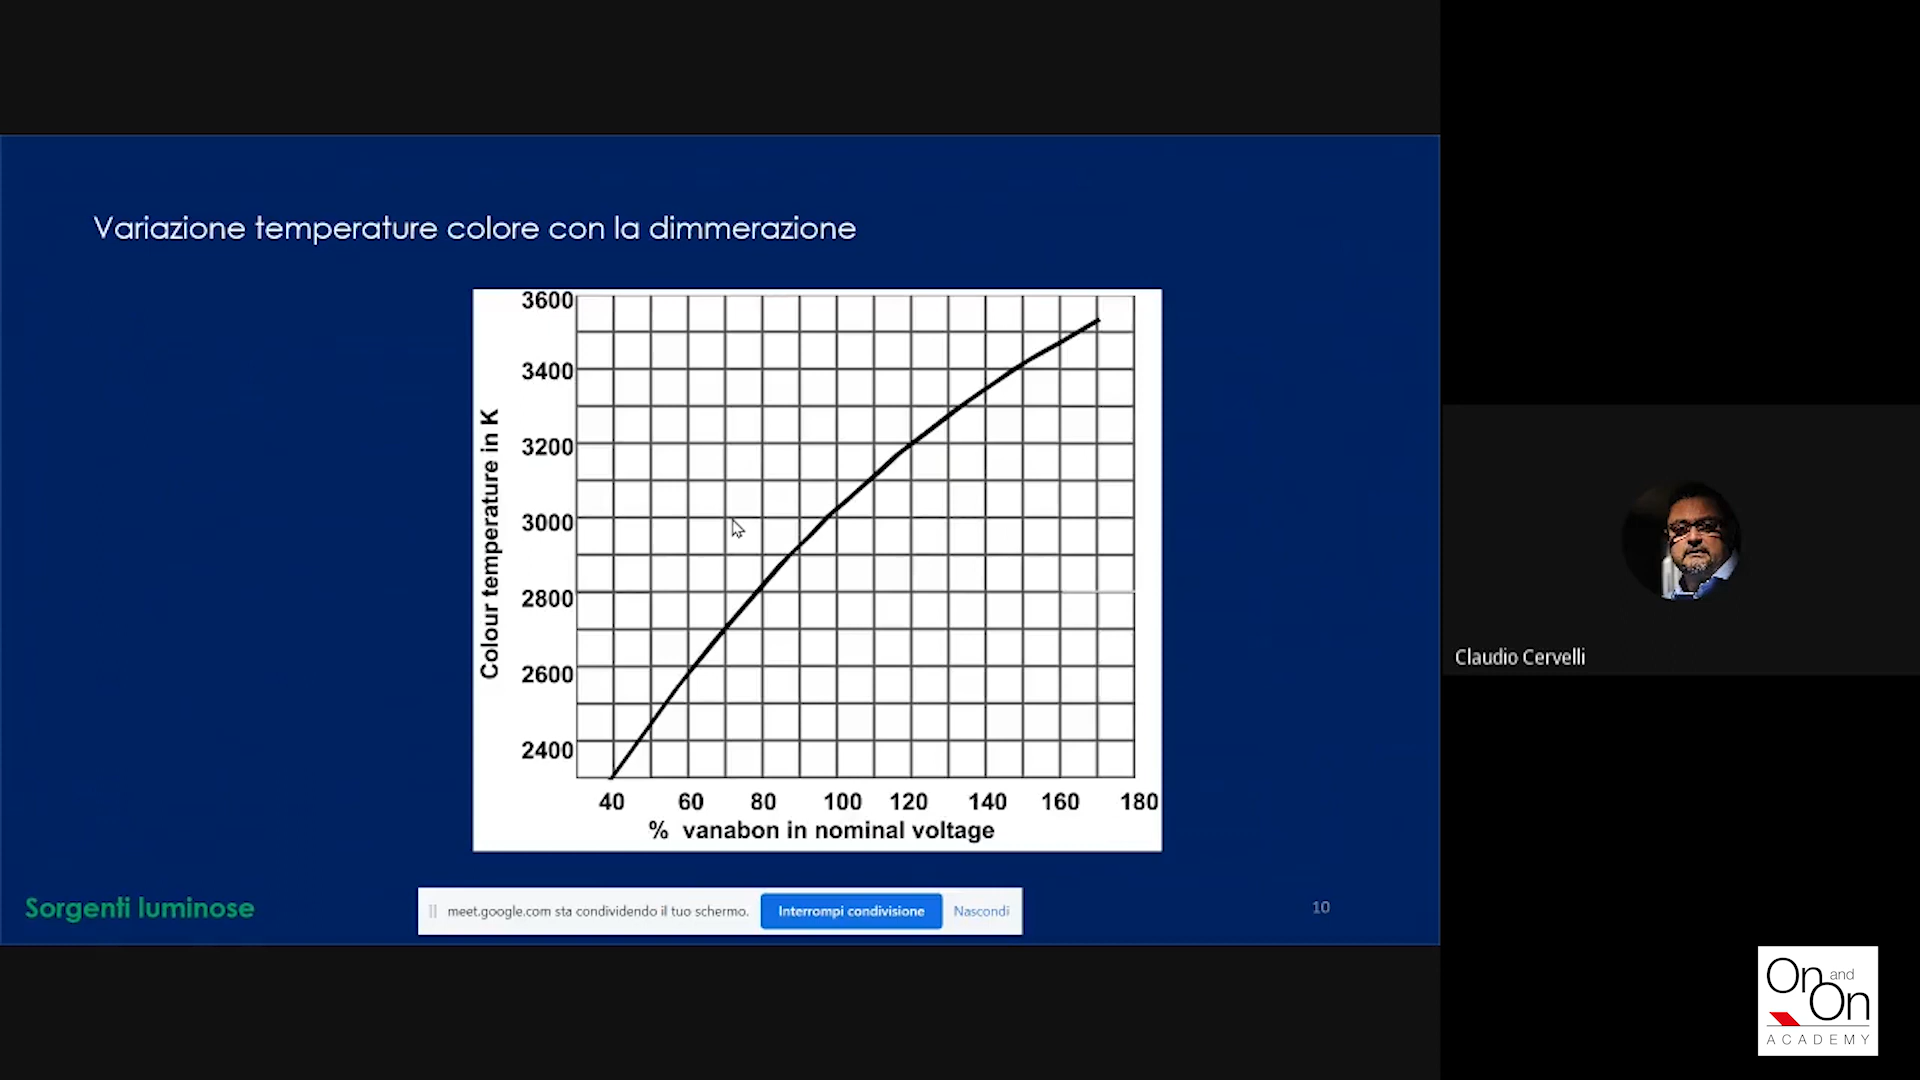 Variazione temperature colore con la dimmerazione
3600
3400
3200
3000
2800
2600
2400
Colour temperature in K
40 60 80 100 120 140 160 180
% vanabon in nominal voltage
Sorgenti luminose
meet.google.com sta condividendo il tuo schermo. Interrompi condivisione Nascondi
10
Claudio Cervelli
On and On
ACADEMY